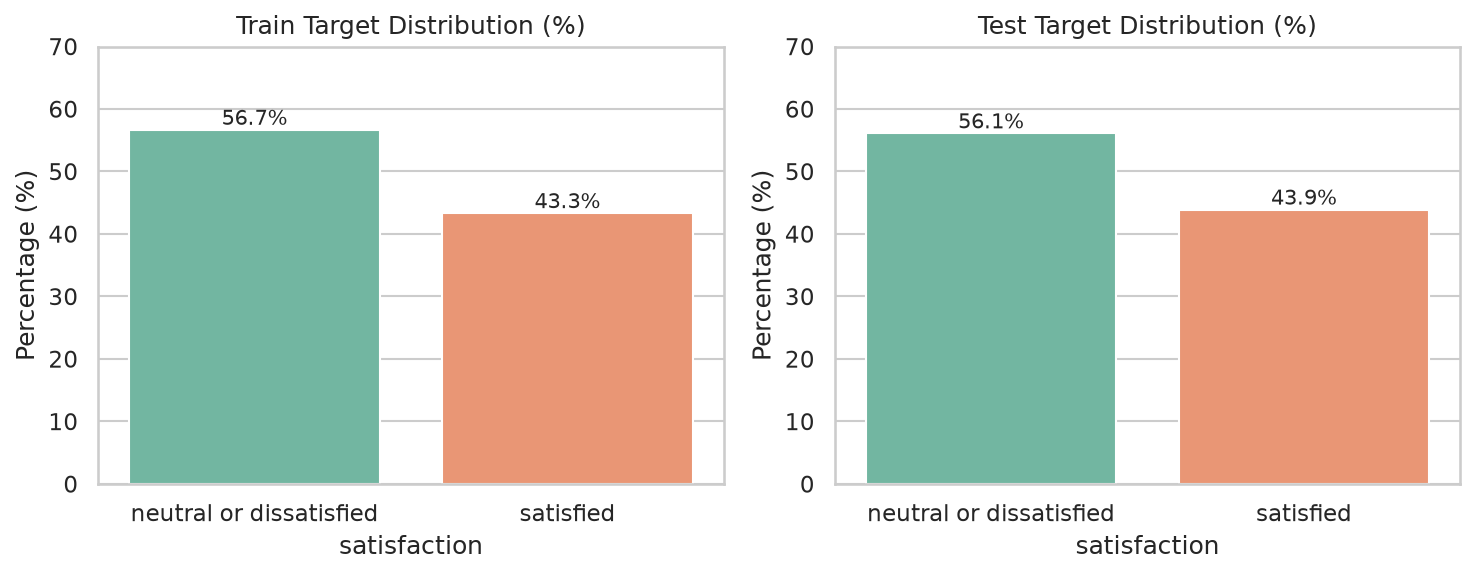 Train Target Distribution (%)
70
60
50
40
30
20
10
0
Percentage (%)
56.7%
43.3%
neutral or dissatisfied
satisfied
satisfaction
Test Target Distribution (%)
70
60
50
40
30
20
10
0
Percentage (%)
56.1%
43.9%
neutral or dissatisfied
satisfied
satisfaction